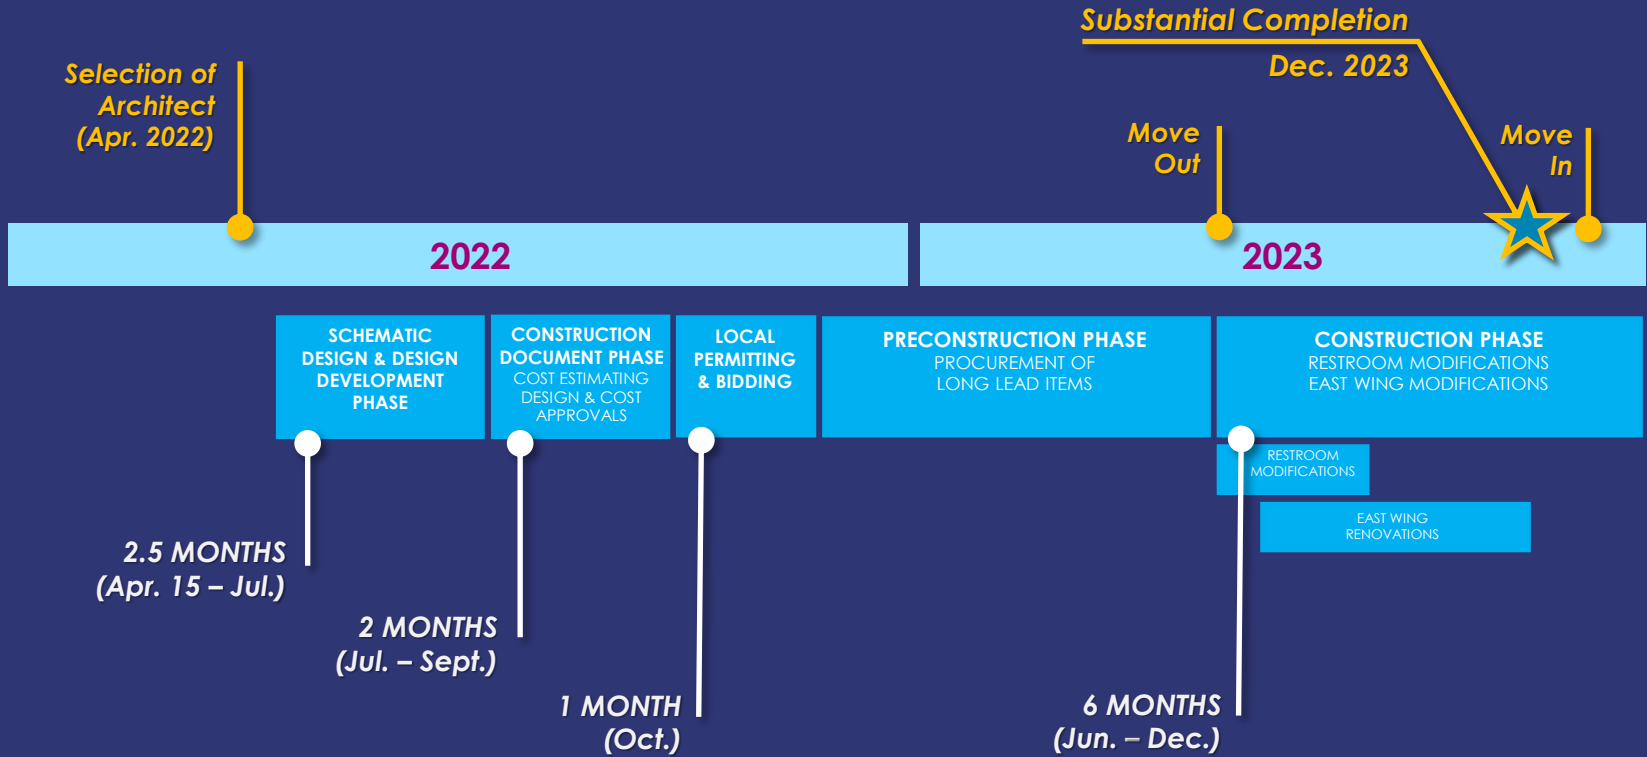 Substantial Completion
Dec. 2023
Selection of
Architect
(Apr. 2022)
Move
Out
Move
In
2022
2023
SCHEMATIC
DESIGN & DESIGN
DEVELOPMENT
PHASE
CONSTRUCTION
DOCUMENT PHASE
COST ESTIMATING
DESIGN & COST
APPROVALS
LOCAL
PERMITTING
& BIDDING
PRECONSTRUCTION PHASE
PROCUREMENT OF
LONG LEAD ITEMS
CONSTRUCTION PHASE
RESTROOM MODIFICATIONS
EAST WING MODIFICATIONS
RESTROOM
MODIFICATIONS
EAST WING
RENOVATIONS
2.5 MONTHS
(Apr. 15 – Jul.)
2 MONTHS
(Jul. – Sept.)
1 MONTH
(Oct.)
6 MONTHS
(Jun. – Dec.)